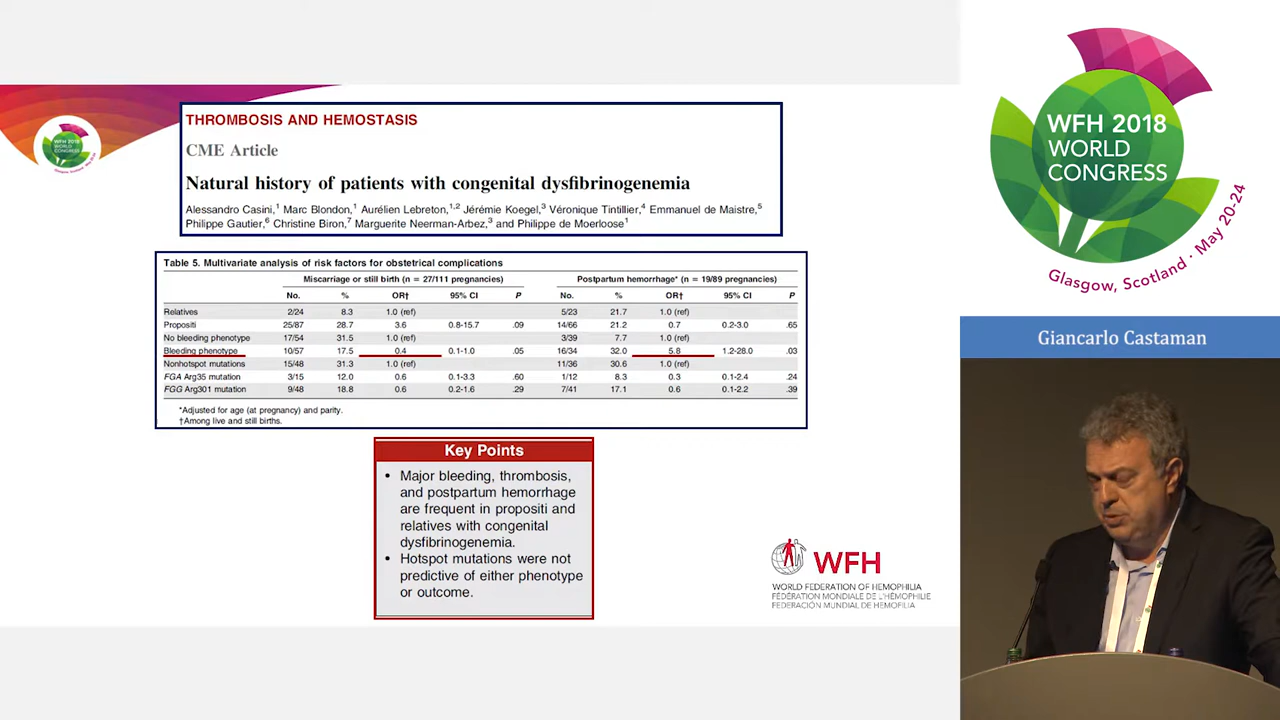 THROMBOSIS AND HEMOSTASIS
CME Article
Natural history of patients with congenital dysfibrinogenemia
Alessandro Casini,1 Marc Blondon,1 Aurélien Lebreton,1,2 Jérémie Koegel,3 Véronique Tintillier,4 Emmanuel de Maistre,5
Philippe Gautier,6 Christine Biron,7 Marguerite Neerman-Arbez,3 and Philippe de Moerloose1
Table 5. Multivariate analysis of risk factors for obstetrical complications
Miscarriage or still birth (n = 27/111 pregnancies) Postpartum hemorrhage* (n = 19/89 pregnancies)
No. % OR† 95% CI P No. % OR† 95% CI P
Relatives 2/24 8.3 1.0 (ref) 5/23 21.7 1.0 (ref)
Propositi 25/87 28.7 3.6 0.8-15.7 .09 14/66 21.2 0.7 0.2-3.0 .65
No bleeding phenotype 17/54 31.5 1.0 (ref) 3/39 7.7 1.0 (ref)
Bleeding phenotype 10/57 17.5 0.4 0.1-1.0 .05 16/34 32.0 5.8 1.2-28.0 .03
Nonhotspot mutations 15/48 31.3 1.0 (ref) 11/36 30.6 1.0 (ref)
FGA Arg35 mutation 3/15 12.0 0.6 0.1-3.3 .60 1/12 8.3 0.3 0.1-2.4 .24
FGG Arg301 mutation 9/48 18.8 0.6 0.2-1.6 .29 7/41 17.1 0.6 0.1-2.2 .39
*Adjusted for age (at pregnancy) and parity.
†Among live and still births.
Key Points
• Major bleeding, thrombosis,
and postpartum hemorrhage
are frequent in propositi and
relatives with congenital
dysfibrinogenemia.
• Hotspot mutations were not
predictive of either phenotype
or outcome.
WFH
WORLD FEDERATION OF HEMOPHILIA
FÉDÉRATION MONDIALE DE L'HÉMOPHILIE
FEDERACIÓN MUNDIAL DE HEMOFILIA
WFH 2018
WORLD
CONGRESS
Glasgow, Scotland • May 20-24
Giancarlo Castaman